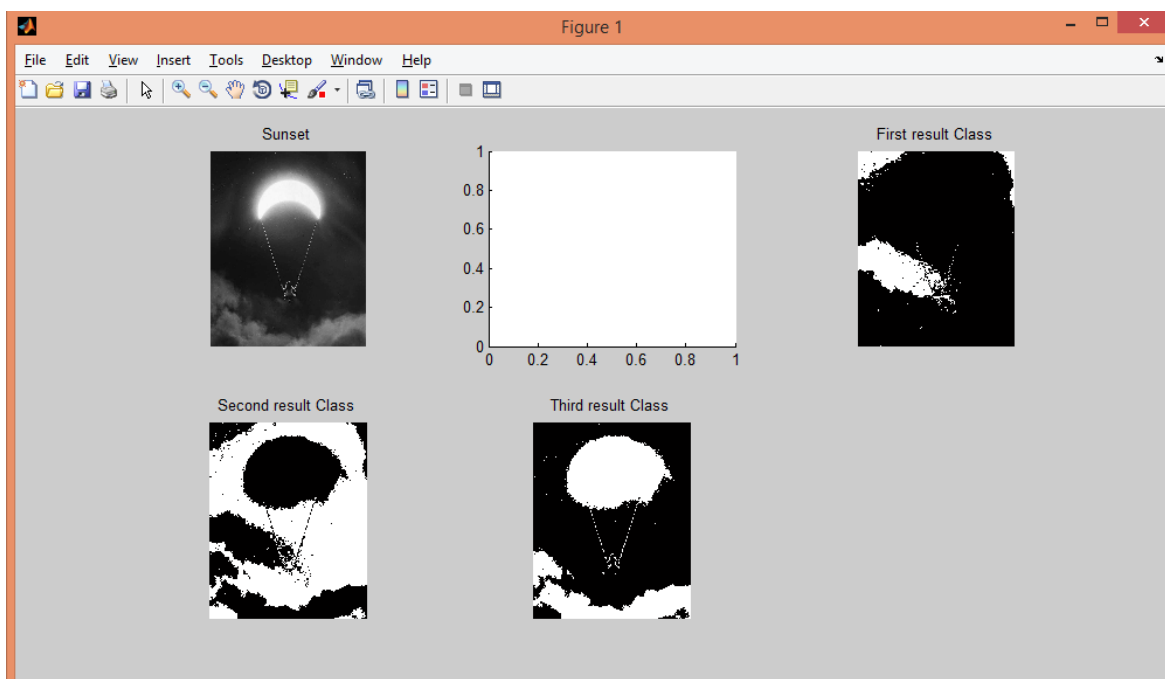 Figure 1
File Edit View Insert Tools Desktop Window Help
Sunset
First result Class
1
0.8
0.6
0.4
0.2
0
0 0.2 0.4 0.6 0.8 1
Second result Class
Third result Class